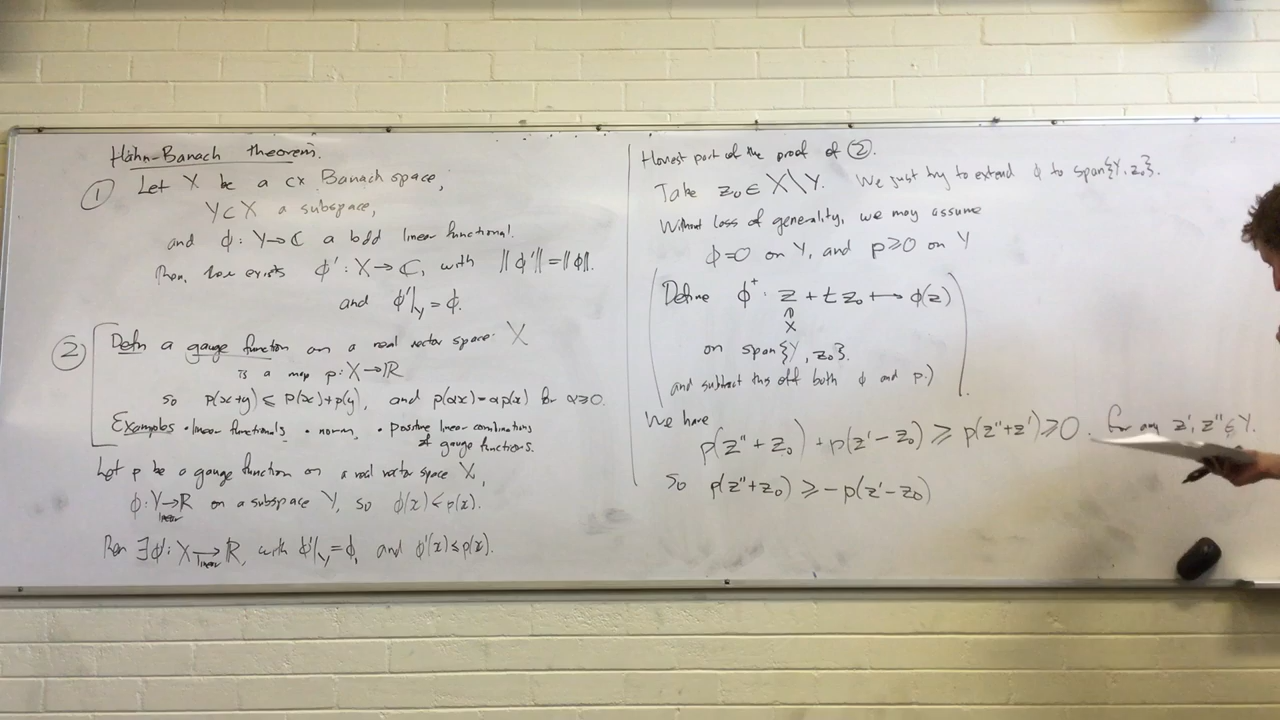 Hahn-Banach theorem.
① Let X be a cx Banach space,
Y⊂X a subspace,
and ϕ: Y→ℂ a bdd linear functional.
Then, there exists ϕ': X→ℂ, with ‖ϕ'‖=‖ϕ‖.
and ϕ'|_Y = ϕ.
② Defn a gauge function on a real vector space X
is a map p: X→ℝ
so p(x+y) ≤ p(x)+p(y), and p(αx)=αp(x) for α≥0.
Examples • linear functionals • norm, • positive linear combinations
of gauge functions.
Let p be a gauge function on a real vector space X,
ϕ: Y→ℝ on a subspace Y, so ϕ(x) ≤ p(x).
linear
Then ∃ϕ': X→ℝ, with ϕ'|_Y = ϕ, and ϕ'(x) ≤ p(x).
linear
Honest part of the proof of ②.
Take z₀ ∈ X\Y. We just try to extend ϕ to span{Y, z₀}.
Without loss of generality, we may assume
ϕ=0 on Y, and p≥0 on Y
(Define ϕ⁺: z + tz₀ ↦ ϕ(z)
∩
X
on span{Y, z₀}.
and subtract this off both ϕ and p.)
We have
p(z''+z₀) + p(z'-z₀) ≥ p(z''+z') ≥ 0. for any z', z'' ∈ Y.
So p(z''+z₀) ≥ -p(z'-z₀)